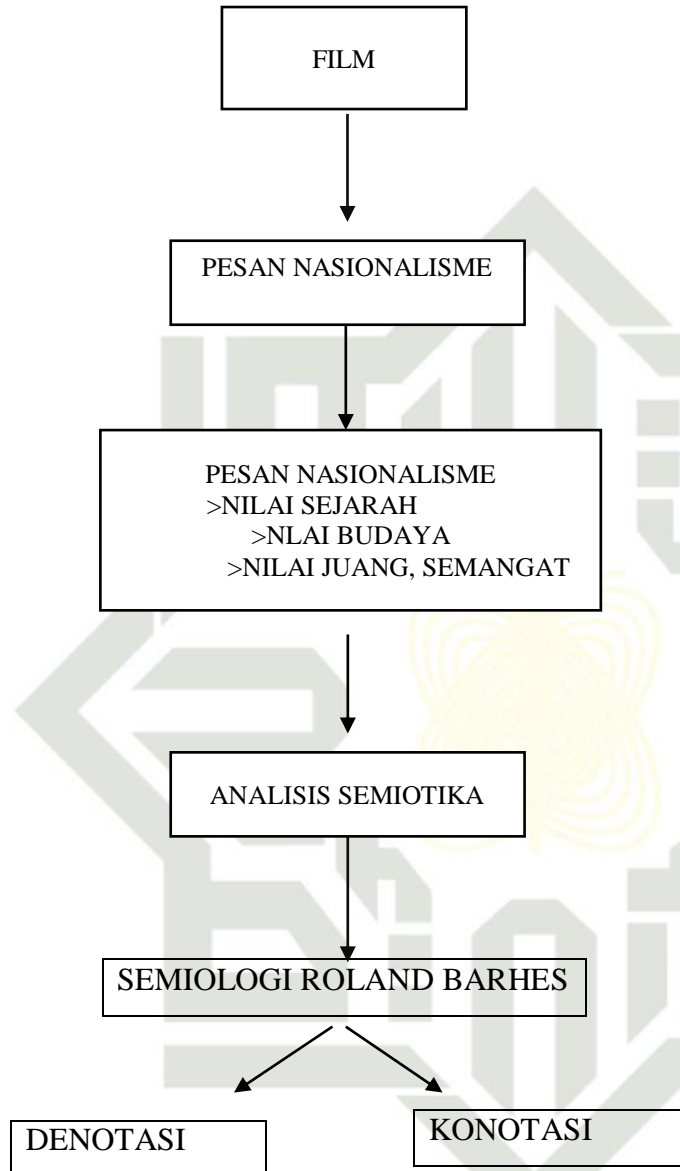 FILM
PESAN NASIONALISME
PESAN NASIONALISME
>NILAI SEJARAH
>NLAI BUDAYA
>NILAI JUANG, SEMANGAT
ANALISIS SEMIOTIKA
SEMIOLOGI ROLAND BARHES
DENOTASI
KONOTASI